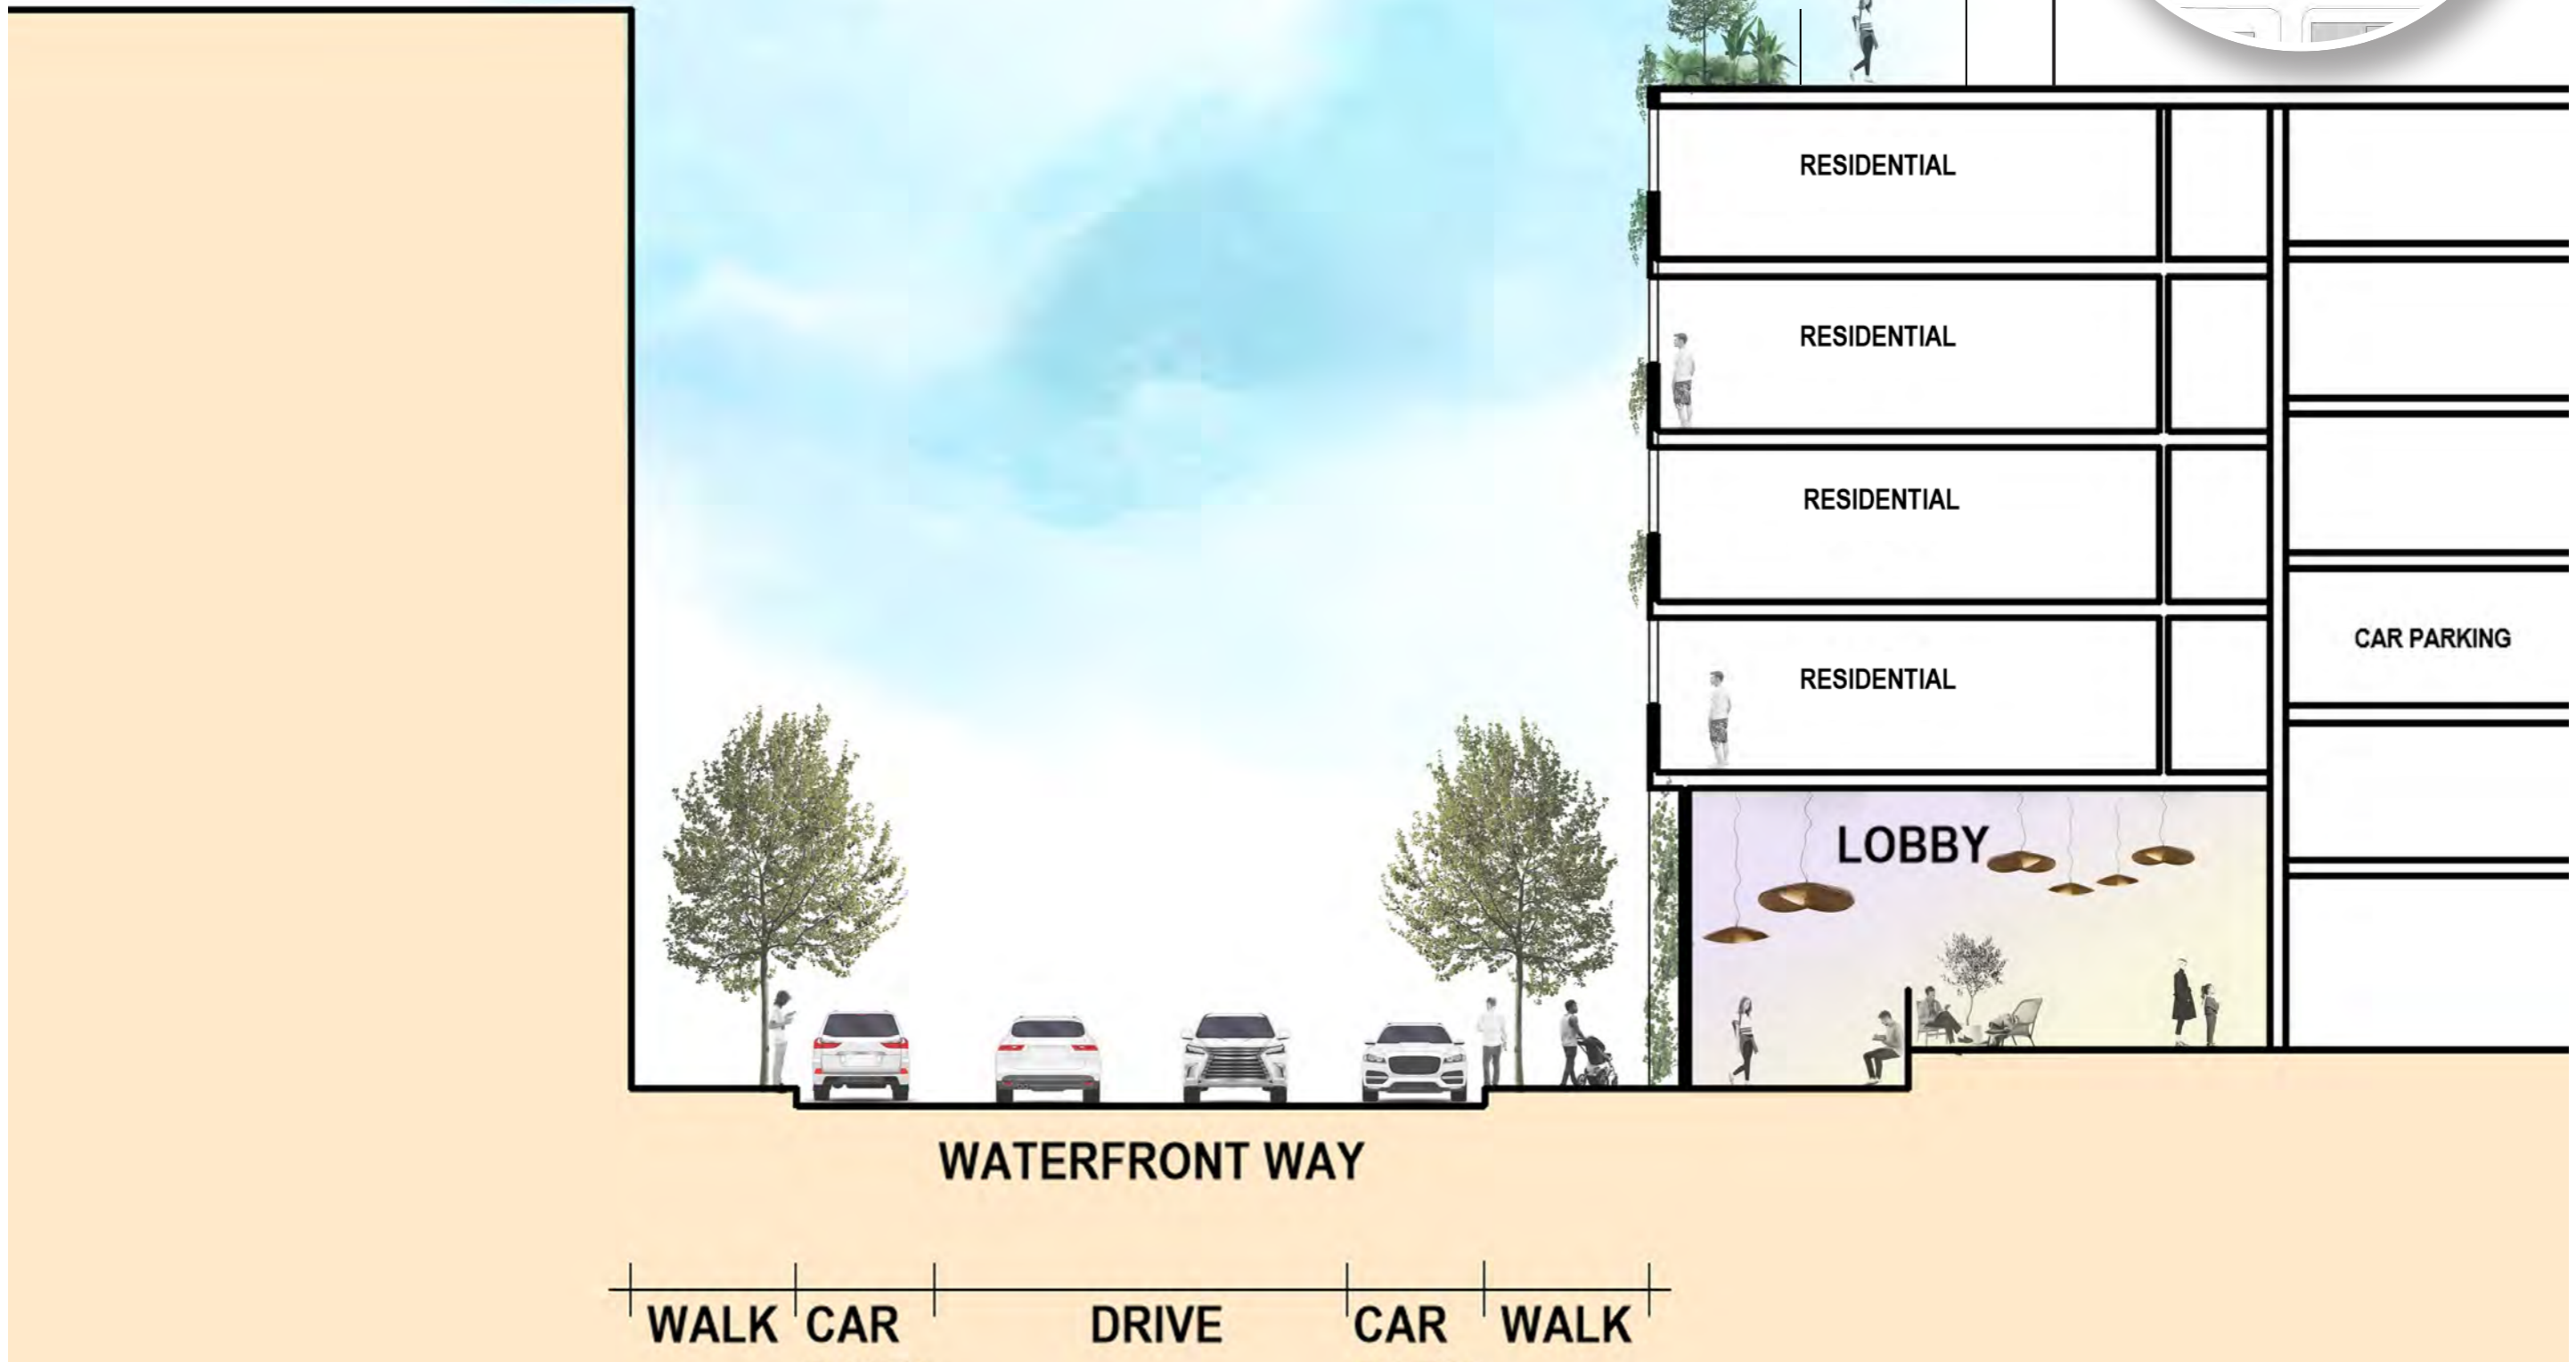 RESIDENTIAL
RESIDENTIAL
RESIDENTIAL
CAR PARKING
RESIDENTIAL
LOBBY
WATERFRONT WAY
WALK CAR DRIVE CAR WALK